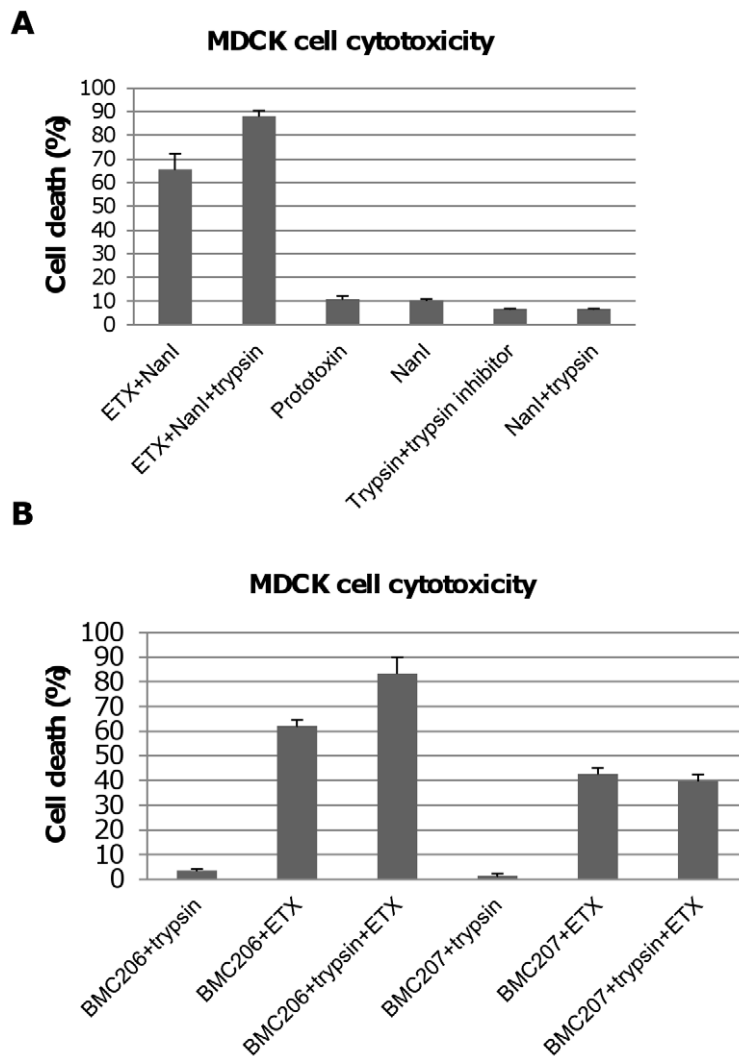 A
MDCK cell cytotoxicity
Cell death (%)
100
90
80
70
60
50
40
30
20
10
0
ETX+NanI
ETX+NanI+trypsin
Prototoxin
NanI
Trypsin+trypsin inhibitor
NanI+trypsin
B
MDCK cell cytotoxicity
Cell death (%)
100
90
80
70
60
50
40
30
20
10
0
BMC206+trypsin
BMC206+ETX
BMC206+trypsin+ETX
BMC207+trypsin
BMC207+ETX
BMC207+trypsin+ETX